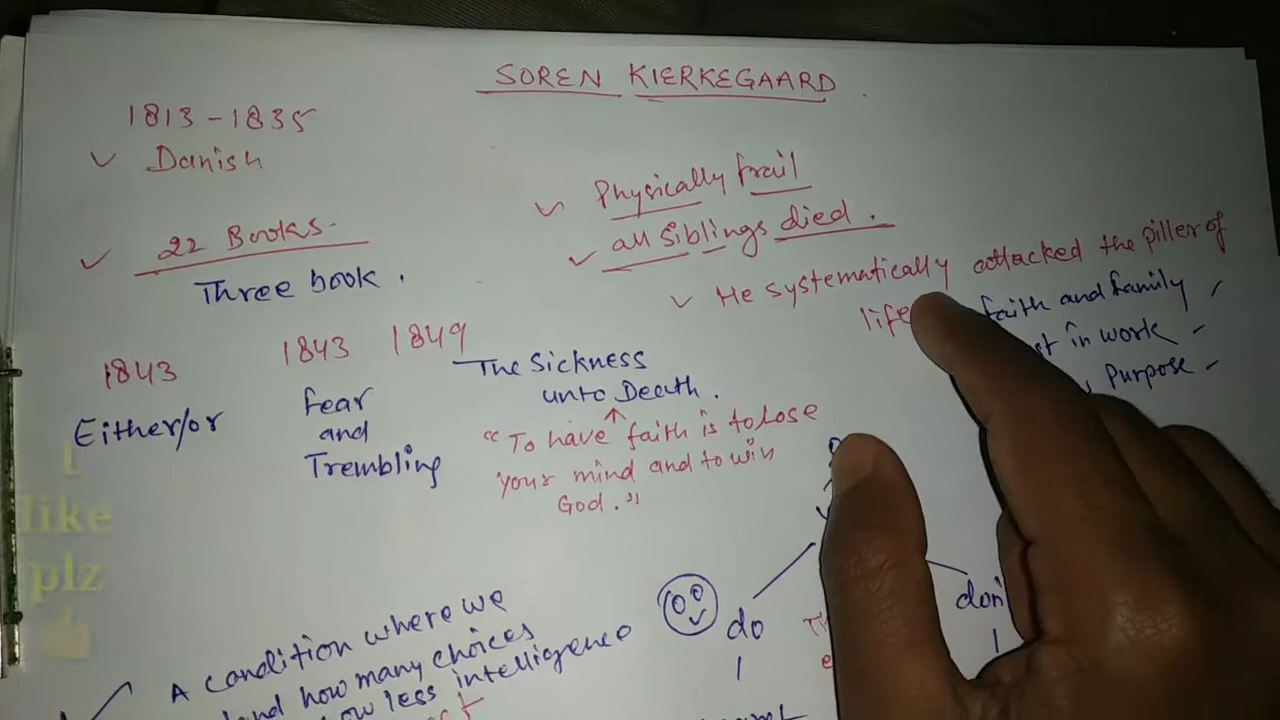 SOREN KIERKEGAARD
1813-1835
Danish
22 Books.
Three book.
Physically frail
all siblings died.
He systematically attacked the piller of
life faith and family
in work
Purpose
1843
Either/or
1843
fear
and
Trembling
1849
The Sickness
unto Death.
"To have faith is to lose
your mind and to win
God."
do
don
A condition where we
how many choices
less intelligence
I
like
plz